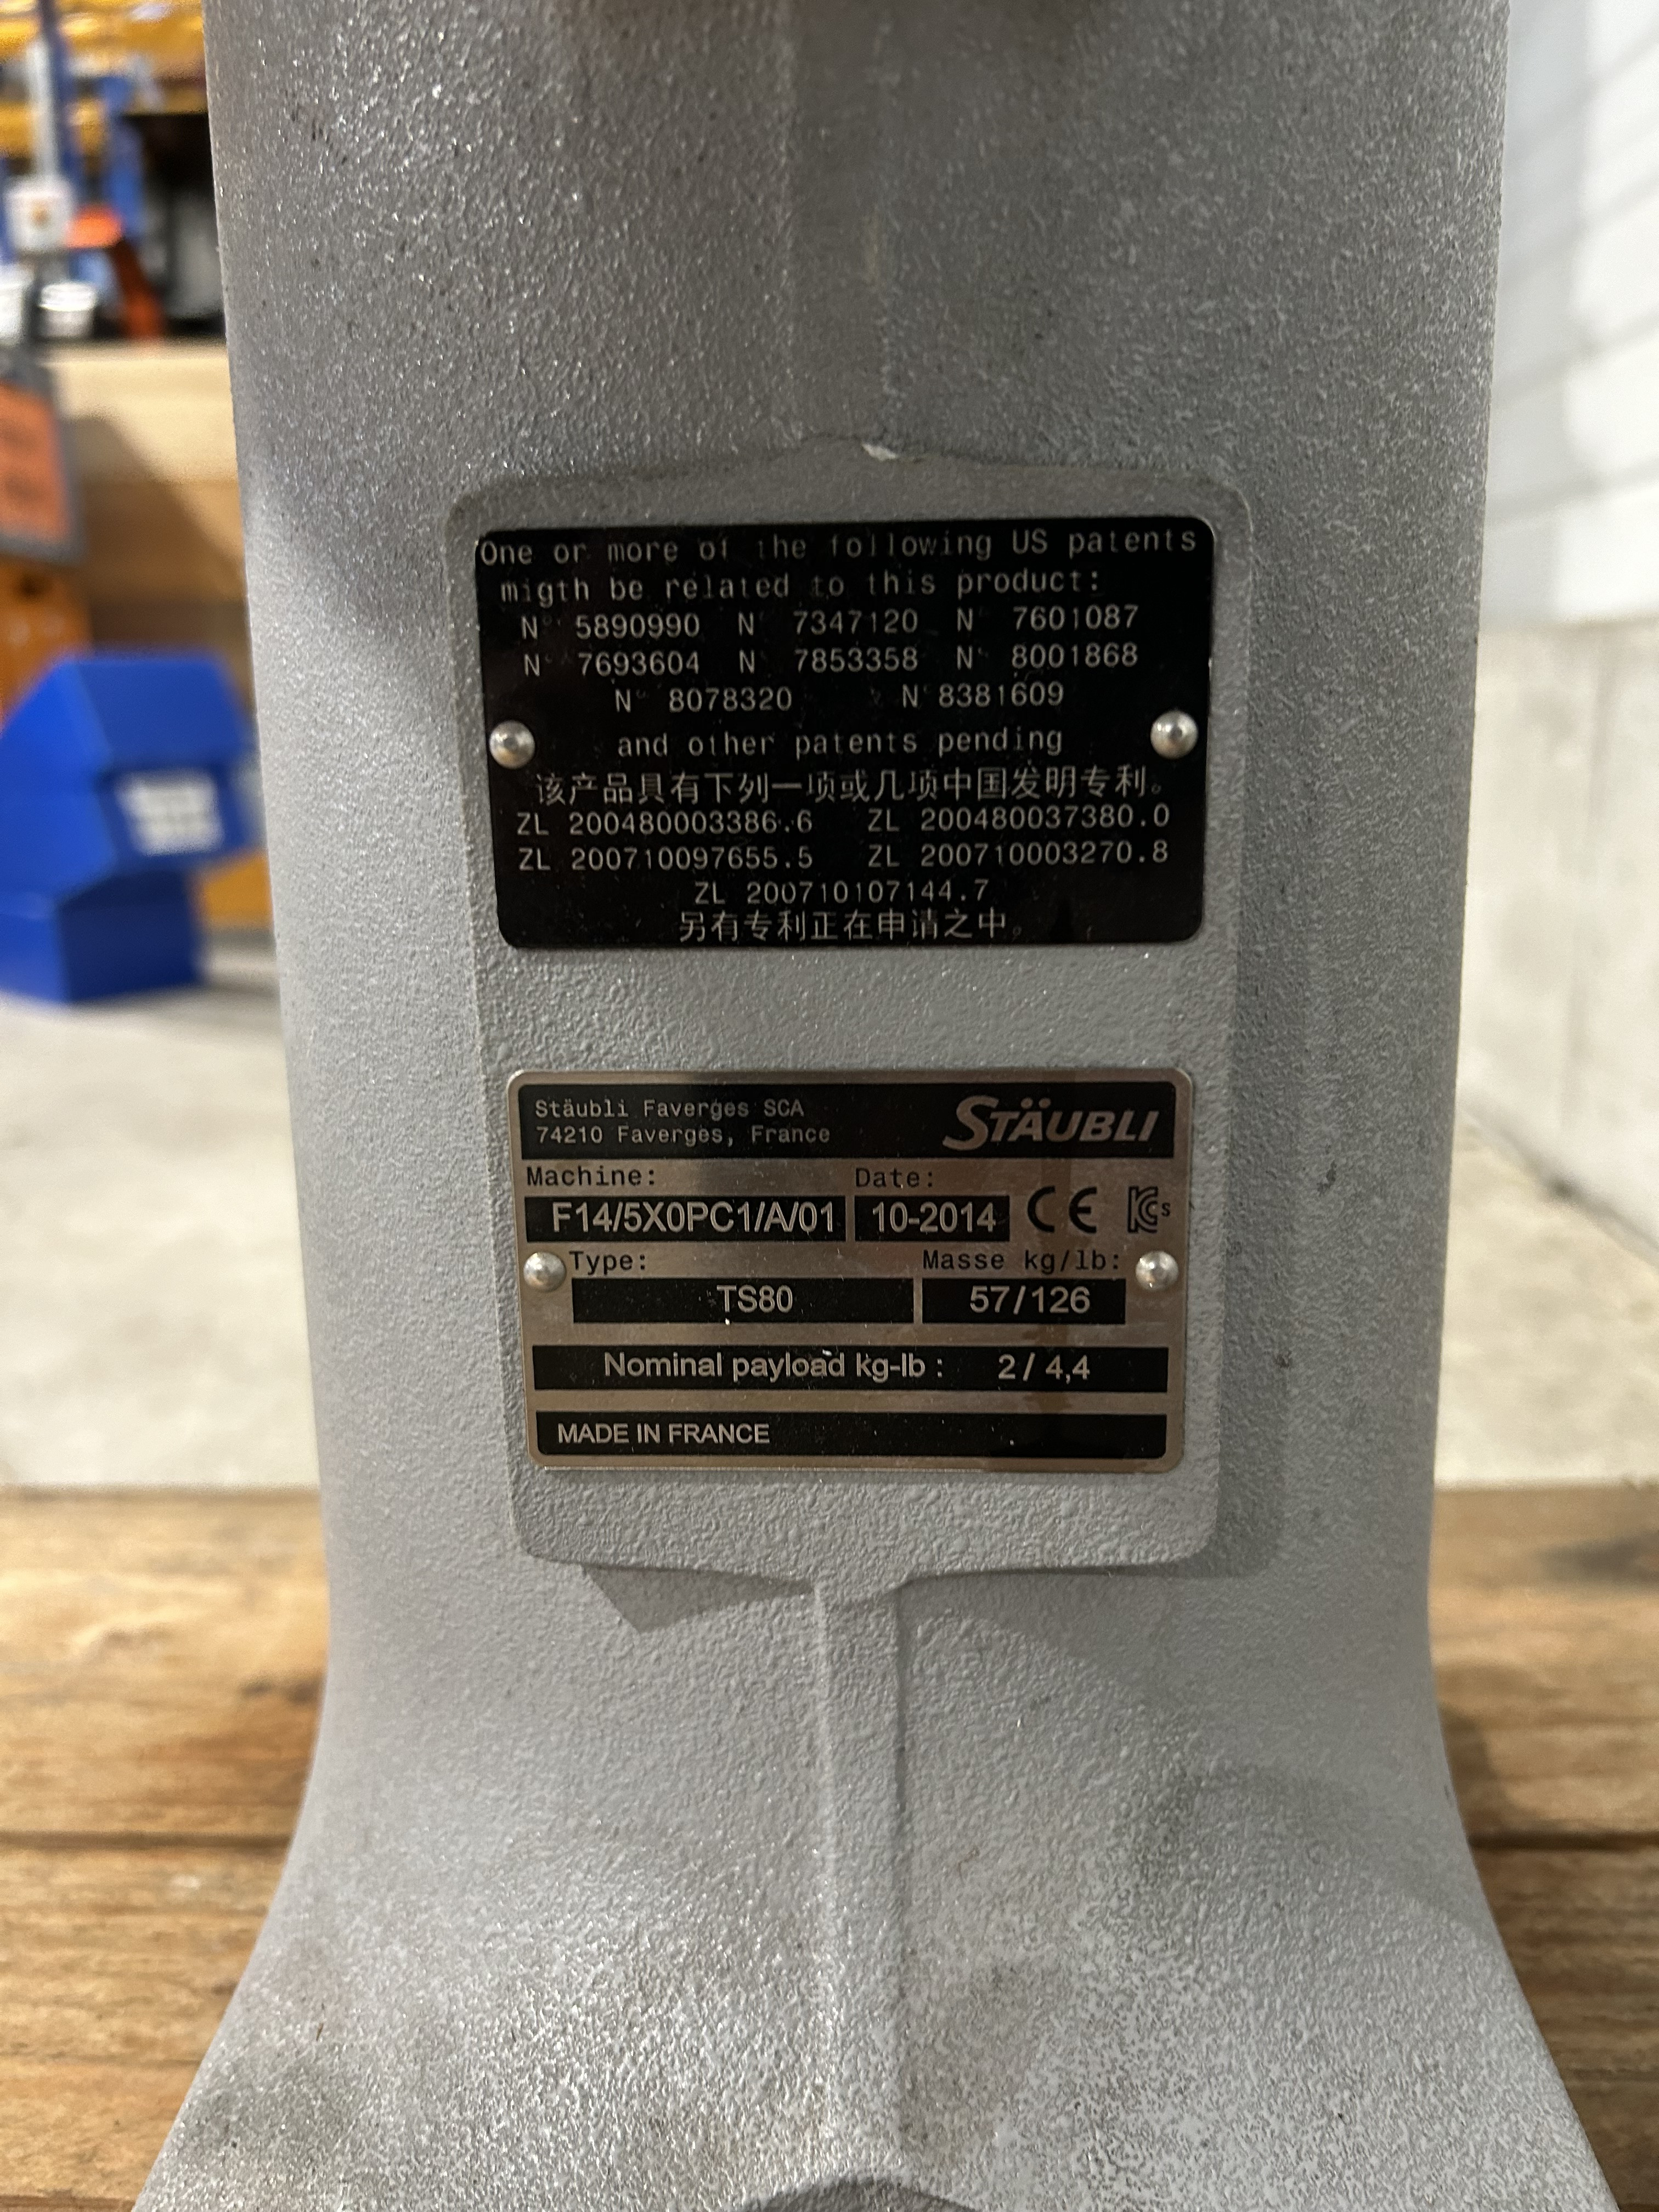 One or more of the following US patents
migth be related to this product:
N° 5890990 N° 7347120 N° 7601087
N° 7693604 N° 7853358 N° 8001868
N° 8078320 N° 8381609
and other patents pending
该产品具有下列一项或几项中国发明专利。
ZL 200480003386.6 ZL 200480037380.0
ZL 200710097655.5 ZL 200710003270.8
ZL 200710107144.7
另有专利正在申请之中。
Stäubli Faverges SCA
74210 Faverges, France
STÄUBLI
Machine: Date:
F14/5X0PC1/A/01 10-2014 CE KCs
Type: Masse kg/lb:
TS80 57/126
Nominal payload kg-lb : 2 / 4,4
MADE IN FRANCE